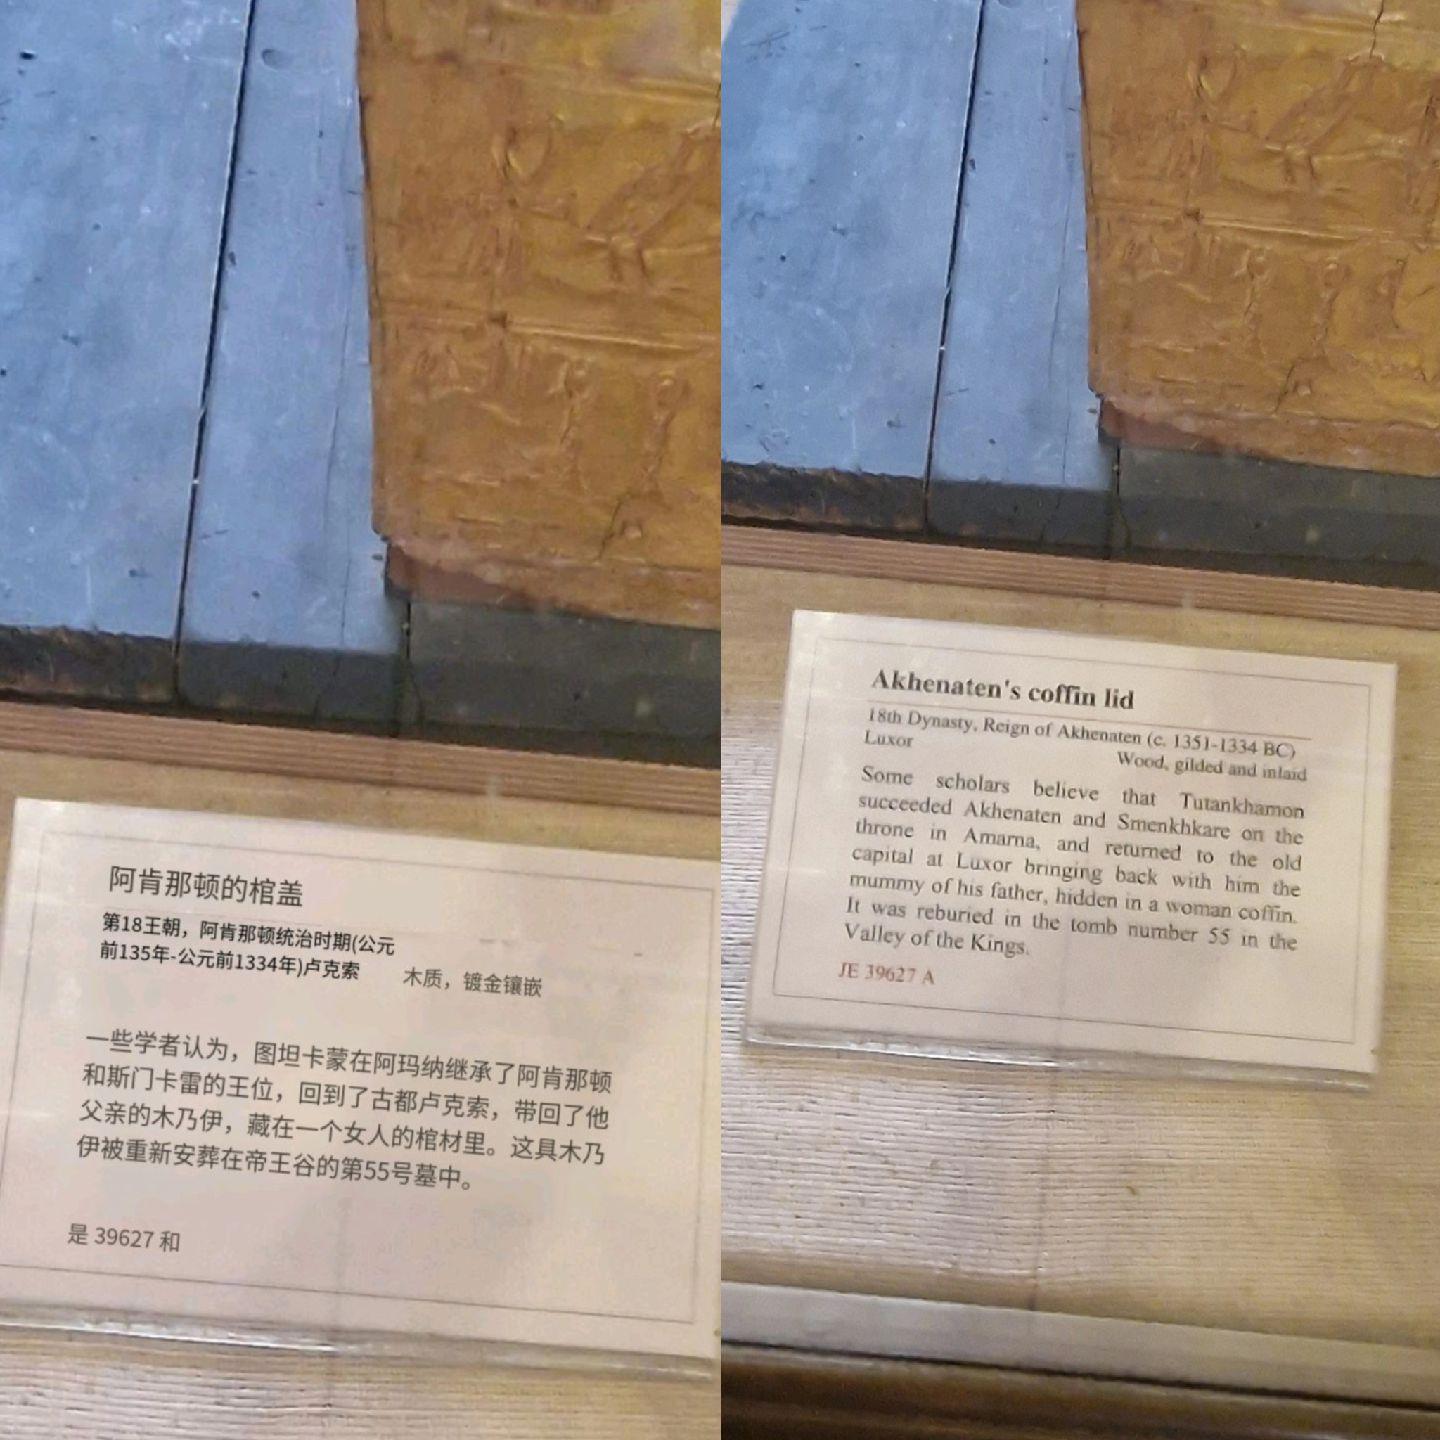 阿肯那顿的棺盖
第18王朝，阿肯那顿统治时期(公元
前135年-公元前1334年)卢克索
木质，镀金镶嵌
一些学者认为，图坦卡蒙在阿玛纳继承了阿肯那顿
和斯门卡雷的王位，回到了古都卢克索，带回了他
父亲的木乃伊，藏在一个女人的棺材里。这具木乃
伊被重新安葬在帝王谷的第55号墓中。
是 39627 和
Akhenaten's coffin lid
18th Dynasty, Reign of Akhenaten (c. 1351-1334 BC)
Luxor
Wood, gilded and inlaid
Some scholars believe that Tutankhamon
succeeded Akhenaten and Smenkhkare on the
throne in Amarna, and returned to the old
capital at Luxor bringing back with him the
mummy of his father, hidden in a woman coffin.
It was reburied in the tomb number 55 in the
Valley of the Kings.
JE 39627 A